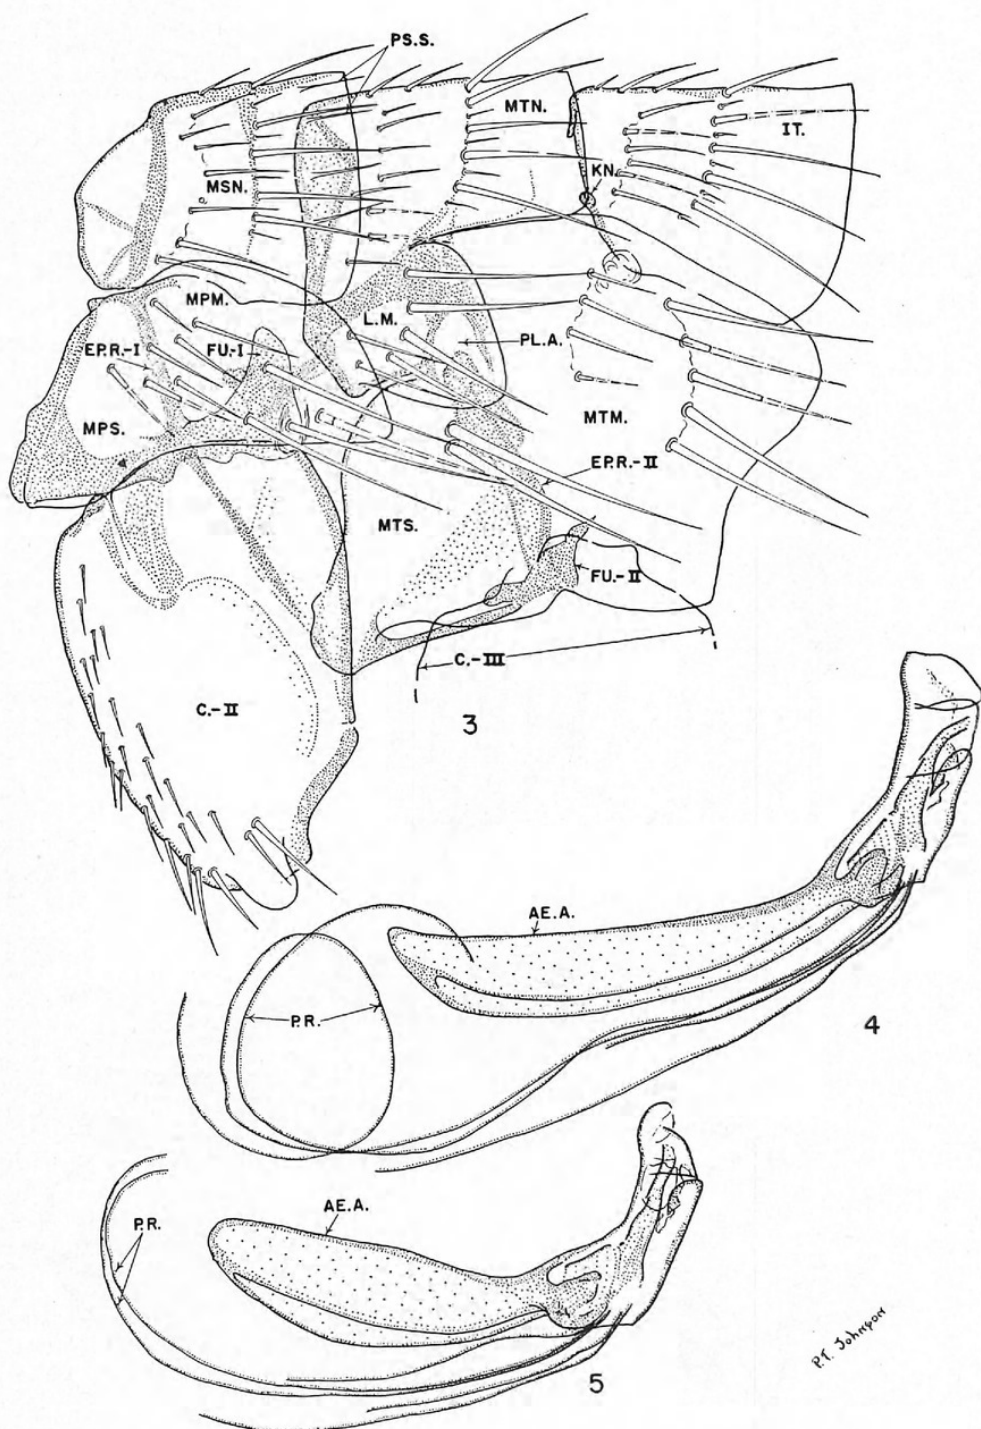 PS.S.
MTN.
IT.
MSN.
KN.
MPM.
L.M.
EP.R.-I
FU.-I
PL.A.
MPS.
MTM.
EP.R.-II
MTS.
FU.-II
C.-III
C.-II
3
AE.A.
P.R.
4
AE.A.
P.R.
P.T. Johnson
5